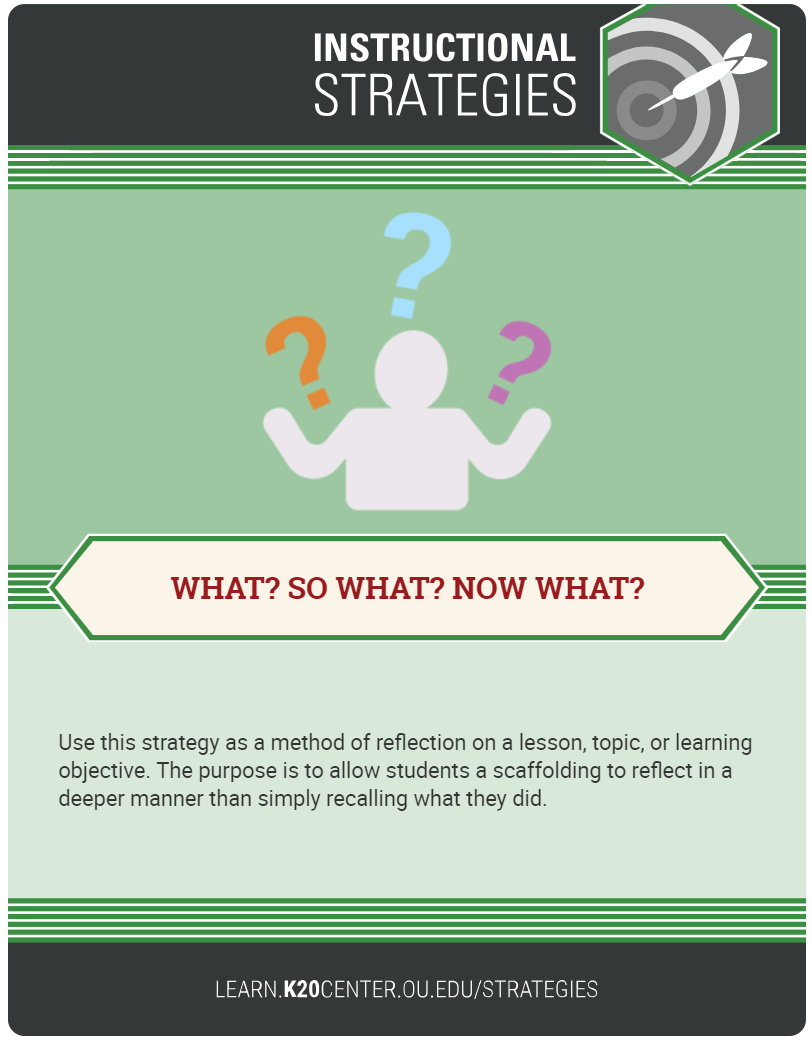 INSTRUCTIONAL
STRATEGIES
?
?
?
WHAT? SO WHAT? NOW WHAT?
Use this strategy as a method of reflection on a lesson, topic, or learning
objective. The purpose is to allow students a scaffolding to reflect in a
deeper manner than simply recalling what they did.
LEARN.K20CENTER.OU.EDU/STRATEGIES